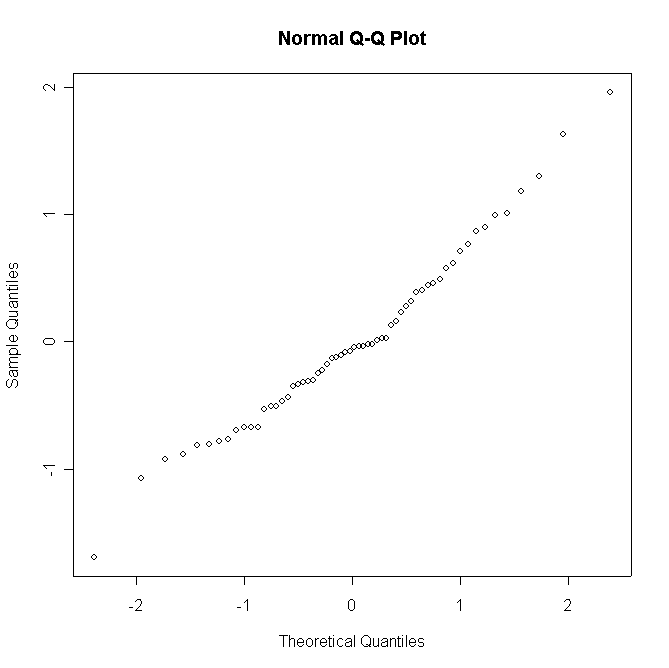 Normal Q-Q Plot
2
1
0
-1
Sample Quantiles
-2 -1 0 1 2
Theoretical Quantiles